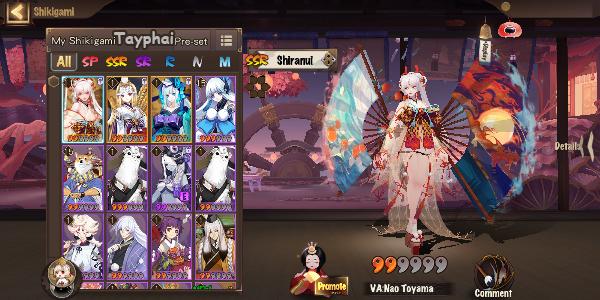 Shikigami
My Shikigami Tayphai Pre-set
All SP SSR SR R N M
SSR Shiranui
Details
Promote
999999
VA:Nao Toyama
Comment